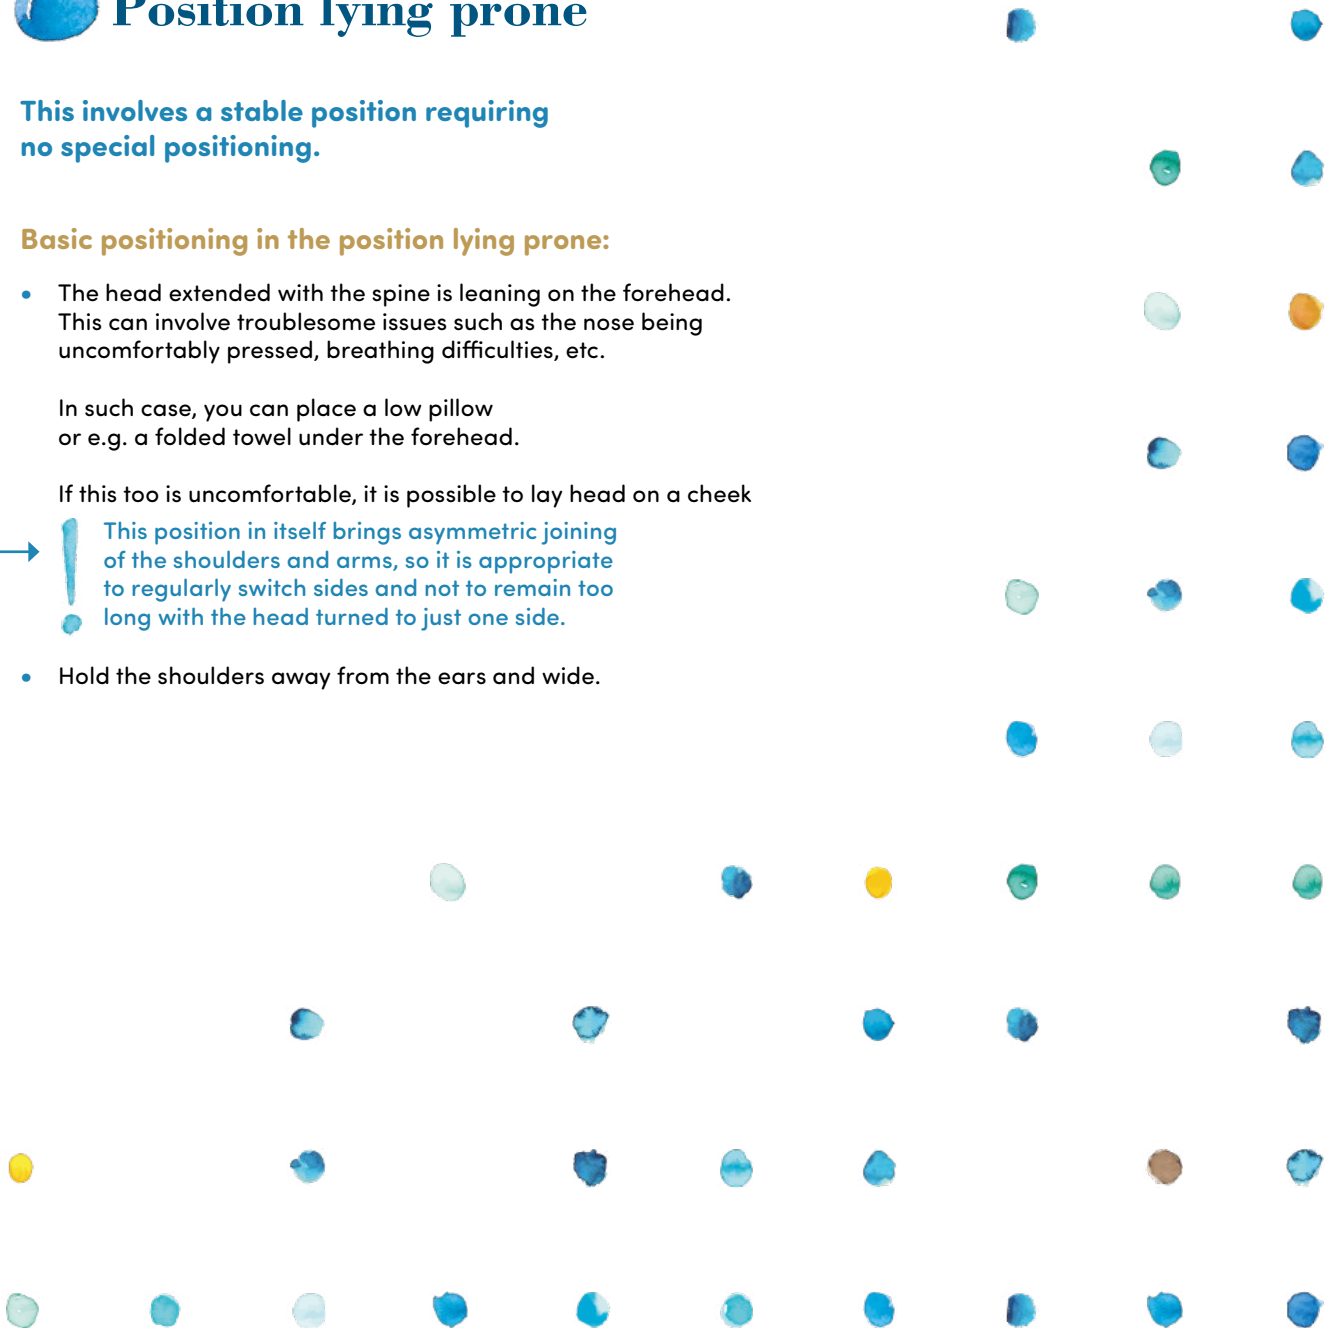 Position lying prone
This involves a stable position requiring
no special positioning.
Basic positioning in the position lying prone:
• The head extended with the spine is leaning on the forehead.
This can involve troublesome issues such as the nose being
uncomfortably pressed, breathing difficulties, etc.
In such case, you can place a low pillow
or e.g. a folded towel under the forehead.
If this too is uncomfortable, it is possible to lay head on a cheek
! This position in itself brings asymmetric joining
of the shoulders and arms, so it is appropriate
to regularly switch sides and not to remain too
long with the head turned to just one side.
• Hold the shoulders away from the ears and wide.